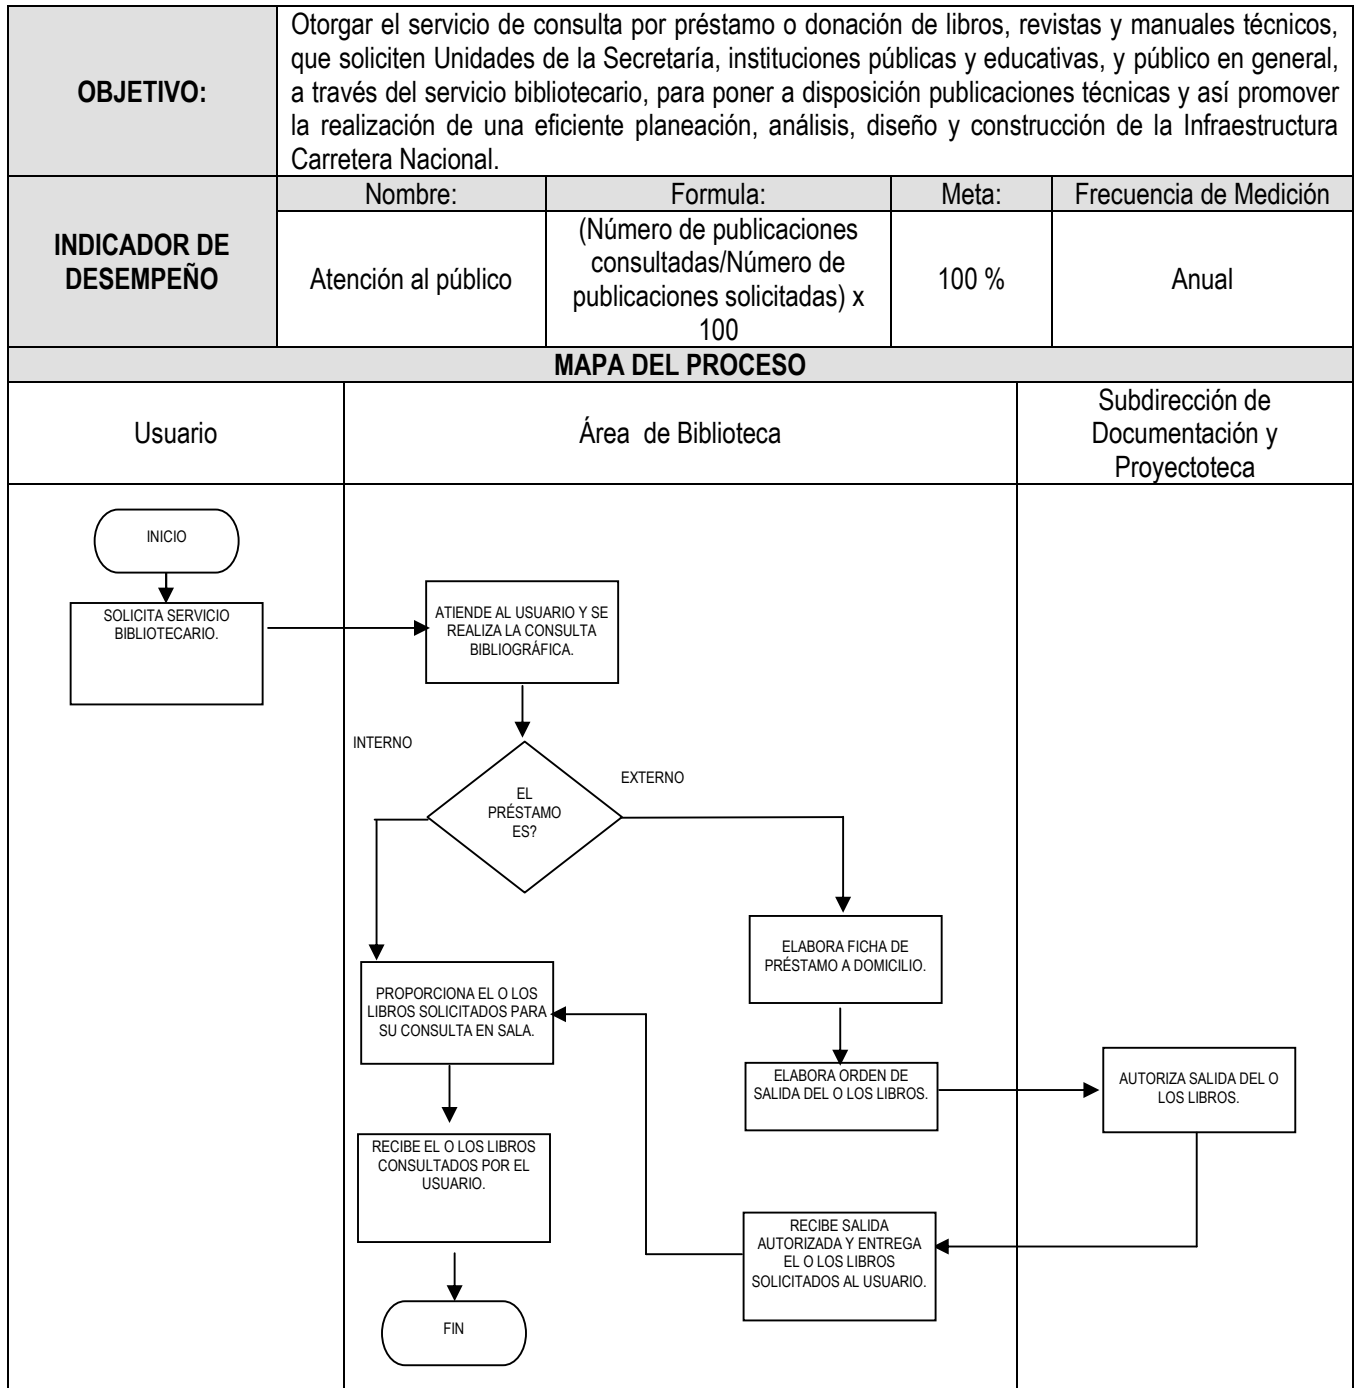 OBJETIVO:
Otorgar el servicio de consulta por préstamo o donación de libros, revistas y manuales técnicos,
que soliciten Unidades de la Secretaría, instituciones públicas y educativas, y público en general,
a través del servicio bibliotecario, para poner a disposición publicaciones técnicas y así promover
la realización de una eficiente planeación, análisis, diseño y construcción de la Infraestructura
Carretera Nacional.
INDICADOR DE
DESEMPEÑO
Nombre:
Formula:
Meta:
Frecuencia de Medición
Atención al público
(Número de publicaciones
consultadas/Número de
publicaciones solicitadas) x
100
100 %
Anual
MAPA DEL PROCESO
Usuario
Área de Biblioteca
Subdirección de
Documentación y
Proyectoteca
INICIO
SOLICITA SERVICIO
BIBLIOTECARIO.
ATIENDE AL USUARIO Y SE
REALIZA LA CONSULTA
BIBLIOGRÁFICA.
INTERNO
EXTERNO
EL
PRÉSTAMO
ES?
ELABORA FICHA DE
PRÉSTAMO A DOMICILIO.
PROPORCIONA EL O LOS
LIBROS SOLICITADOS PARA
SU CONSULTA EN SALA.
ELABORA ORDEN DE
SALIDA DEL O LOS LIBROS.
AUTORIZA SALIDA DEL O
LOS LIBROS.
RECIBE EL O LOS LIBROS
CONSULTADOS POR EL
USUARIO.
RECIBE SALIDA
AUTORIZADA Y ENTREGA
EL O LOS LIBROS
SOLICITADOS AL USUARIO.
FIN